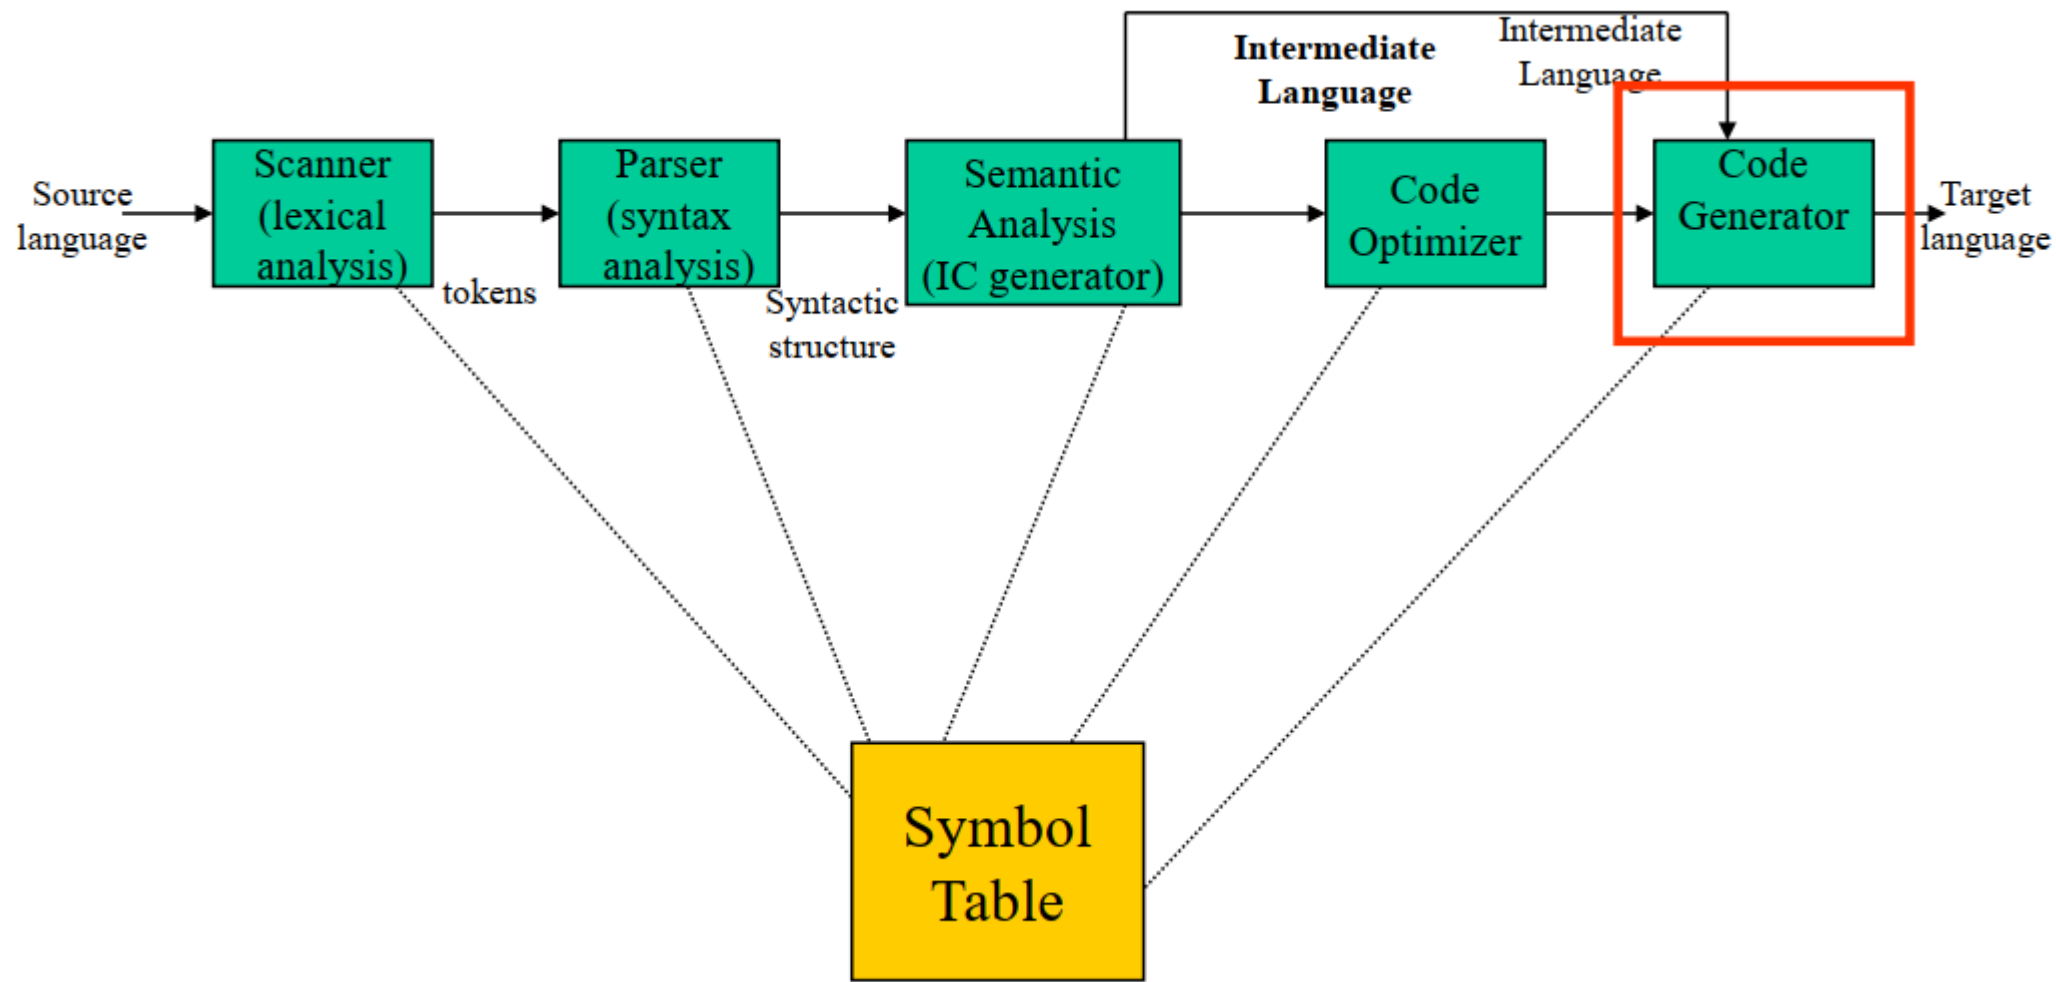 Source
language
Scanner
(lexical
analysis)
tokens
Parser
(syntax
analysis)
Syntactic
structure
Semantic
Analysis
(IC generator)
Intermediate
Language
Intermediate
Language
Code
Optimizer
Code
Generator
Target
language
Symbol
Table